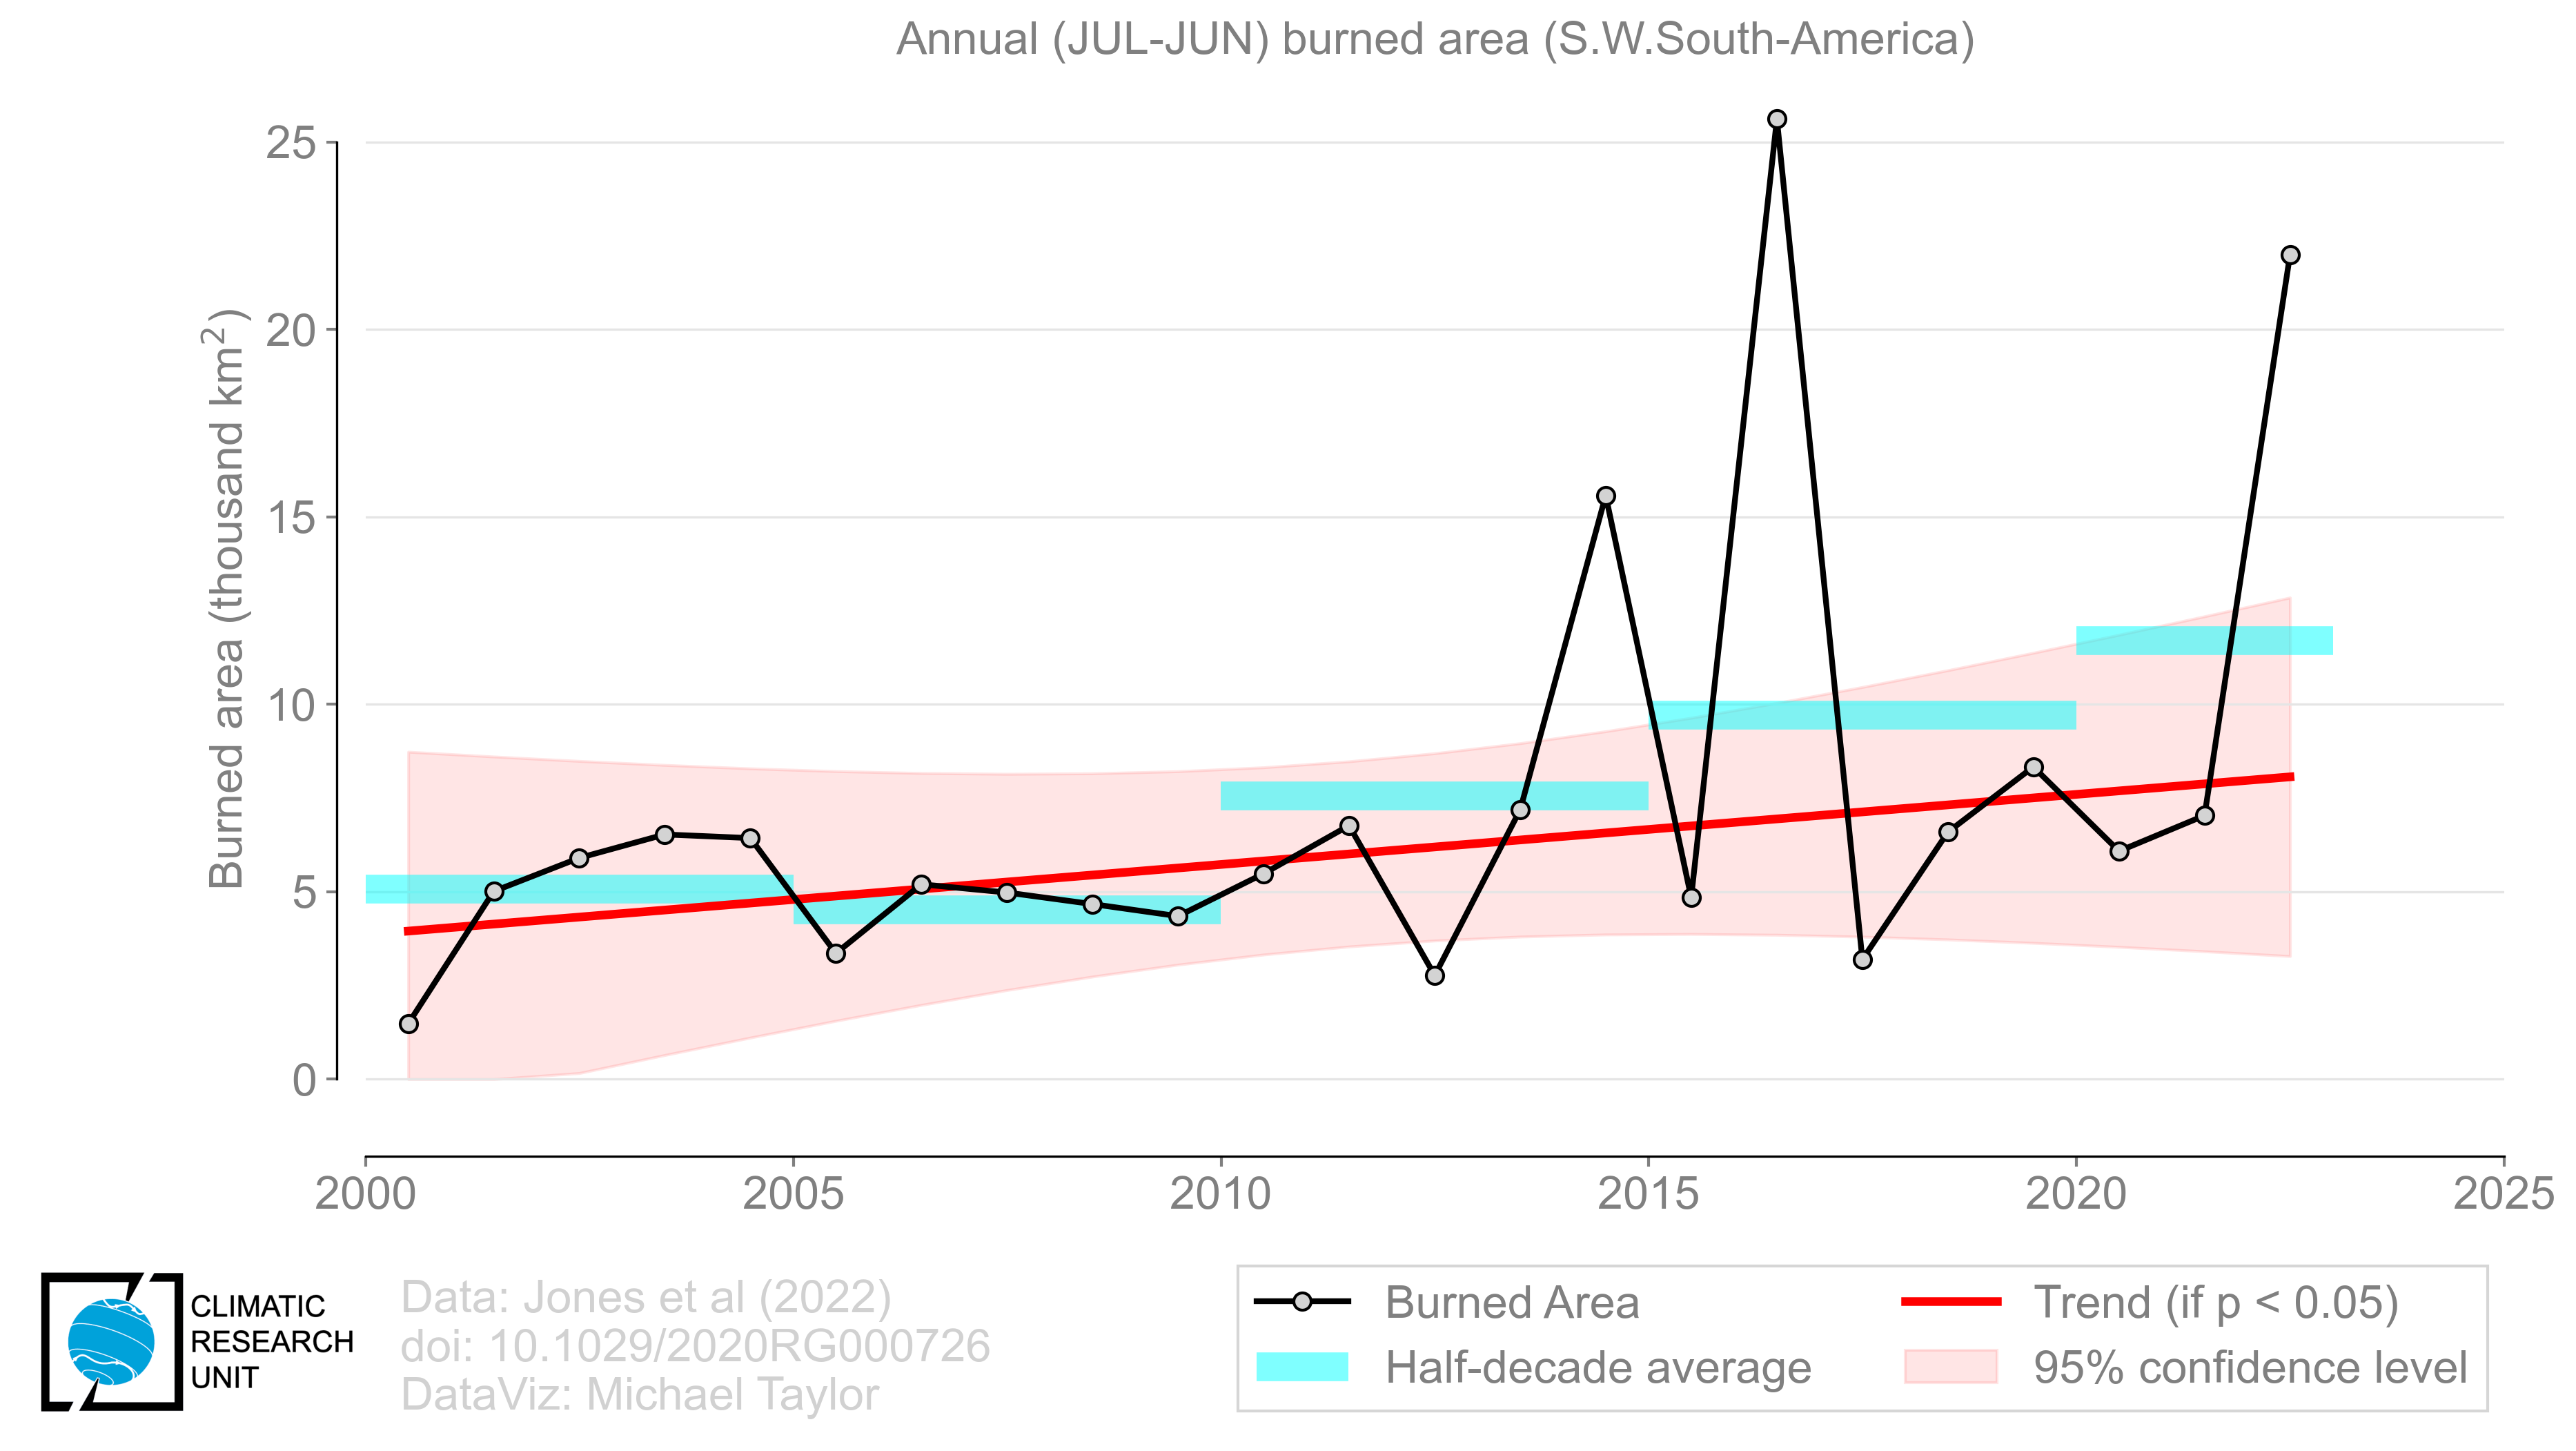 Annual (JUL-JUN) burned area (S.W.South-America)
Burned area (thousand km²)
25
20
15
10
5
0
2000 2005 2010 2015 2020 2025
CLIMATIC
RESEARCH
UNIT
Data: Jones et al (2022)
doi: 10.1029/2020RG000726
DataViz: Michael Taylor
Burned Area
Half-decade average
Trend (if p < 0.05)
95% confidence level